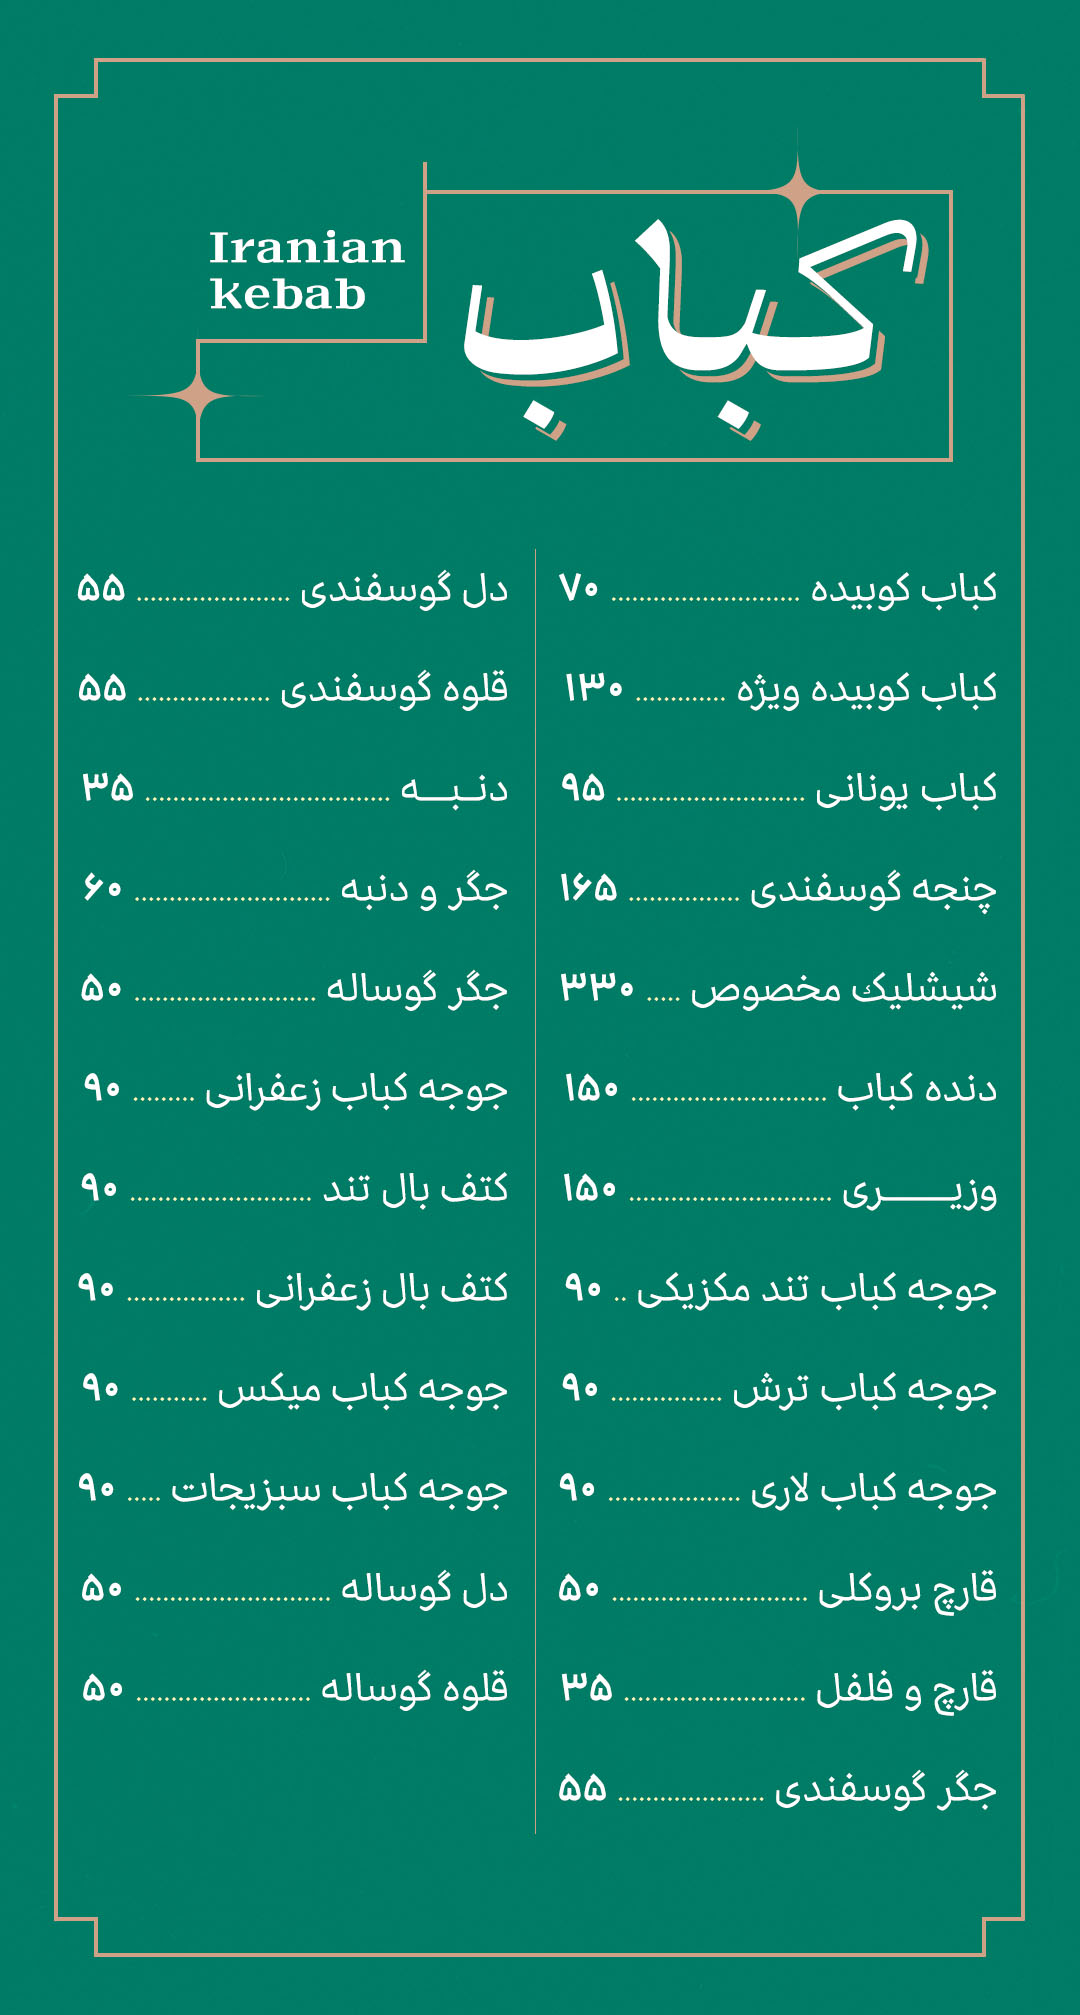 کباب
Iranian
kebab
کباب کوبیده ........................... ۷۰
کباب کوبیده ویژه ............. ۱۳۰
کباب یونانی ........................... ۹۵
چنجه گوسفندی ................ ۱۶۵
شیشلیک مخصوص ..... ۳۳۰
دنده کباب ............................ ۱۵۰
وزیـــــــری ............................. ۱۵۰
جوجه کباب تند مکزیکی .. ۹۰
جوجه کباب ترش ................ ۹۰
جوجه کباب لاری ................... ۹۰
قارچ بروکلی ............................ ۵۰
قارچ و فلفل .......................... ۳۵
جگر گوسفندی ..................... ۵۵
دل گوسفندی ...................... ۵۵
قلوه گوسفندی ................... ۵۵
دنــبـــه ................................... ۳۵
جگر و دنبه ............................ ۶۰
جگر گوساله .......................... ۵۰
جوجه کباب زعفرانی ......... ۹۰
کتف بال تند .......................... ۹۰
کتف بال زعفرانی ................. ۹۰
جوجه کباب میکس ........... ۹۰
جوجه کباب سبزیجات ..... ۹۰
دل گوساله ............................ ۵۰
قلوه گوساله ......................... ۵۰